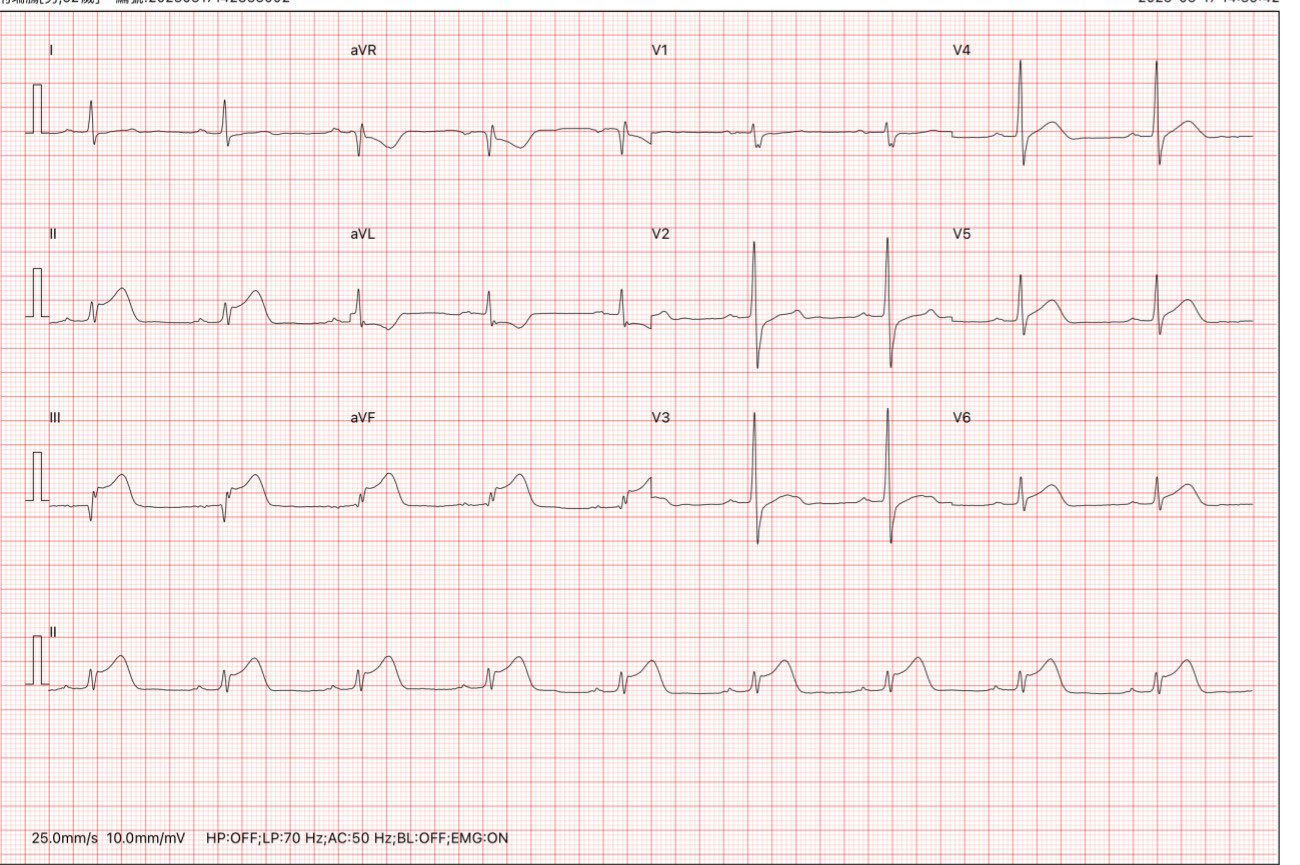 I aVR V1 V4
II aVL V2 V5
III aVF V3 V6
II
25.0mm/s 10.0mm/mV HP:OFF;LP:70 Hz;AC:50 Hz;BL:OFF;EMG:ON